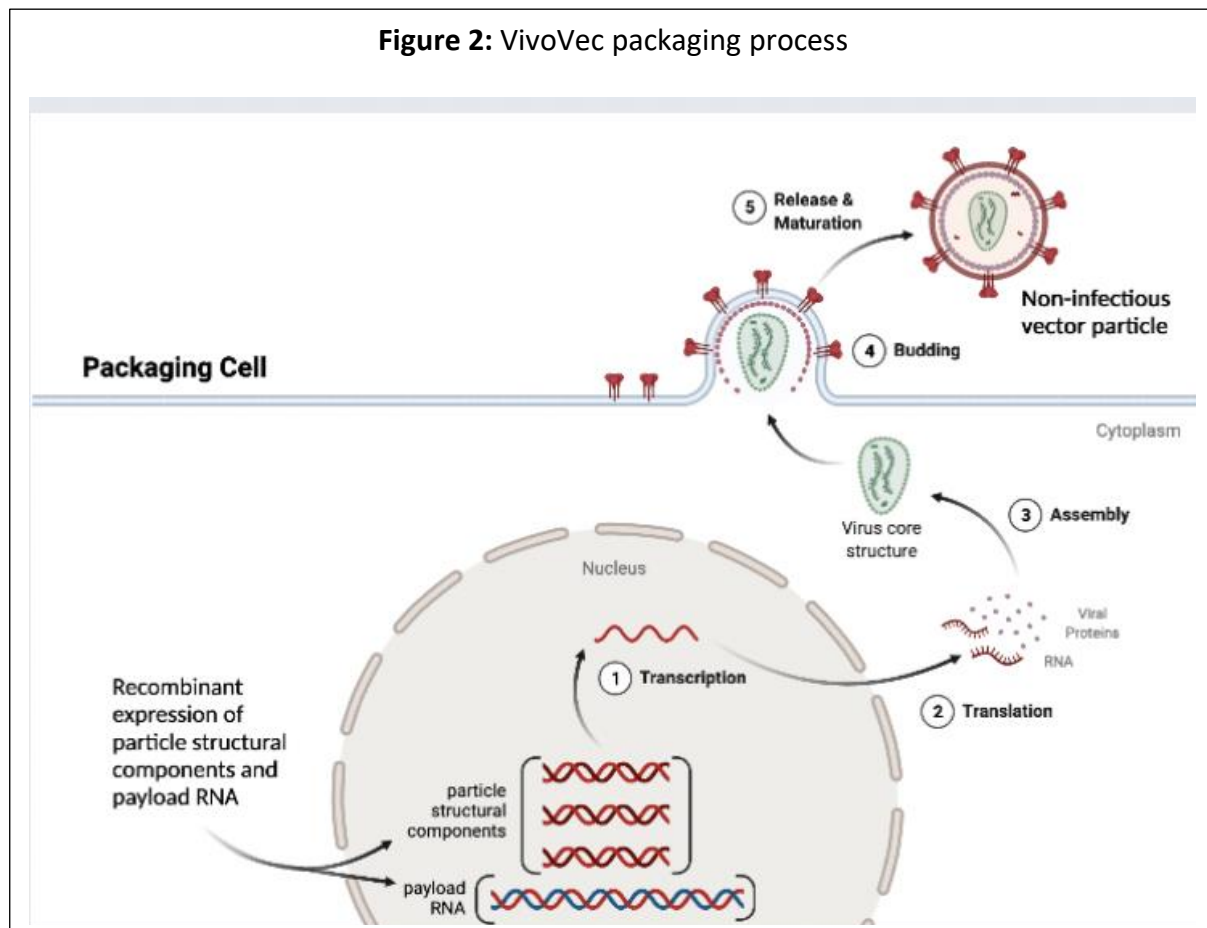 Figure 2: VivoVec packaging process
5 Release &
Maturation
Non-infectious
vector particle
4 Budding
Packaging Cell
Cytoplasm
3 Assembly
Virus core
structure
Nucleus
Viral
Proteins
RNA
1 Transcription
2 Translation
Recombinant
expression of
particle structural
components and
payload RNA
particle
structural
components
payload
RNA